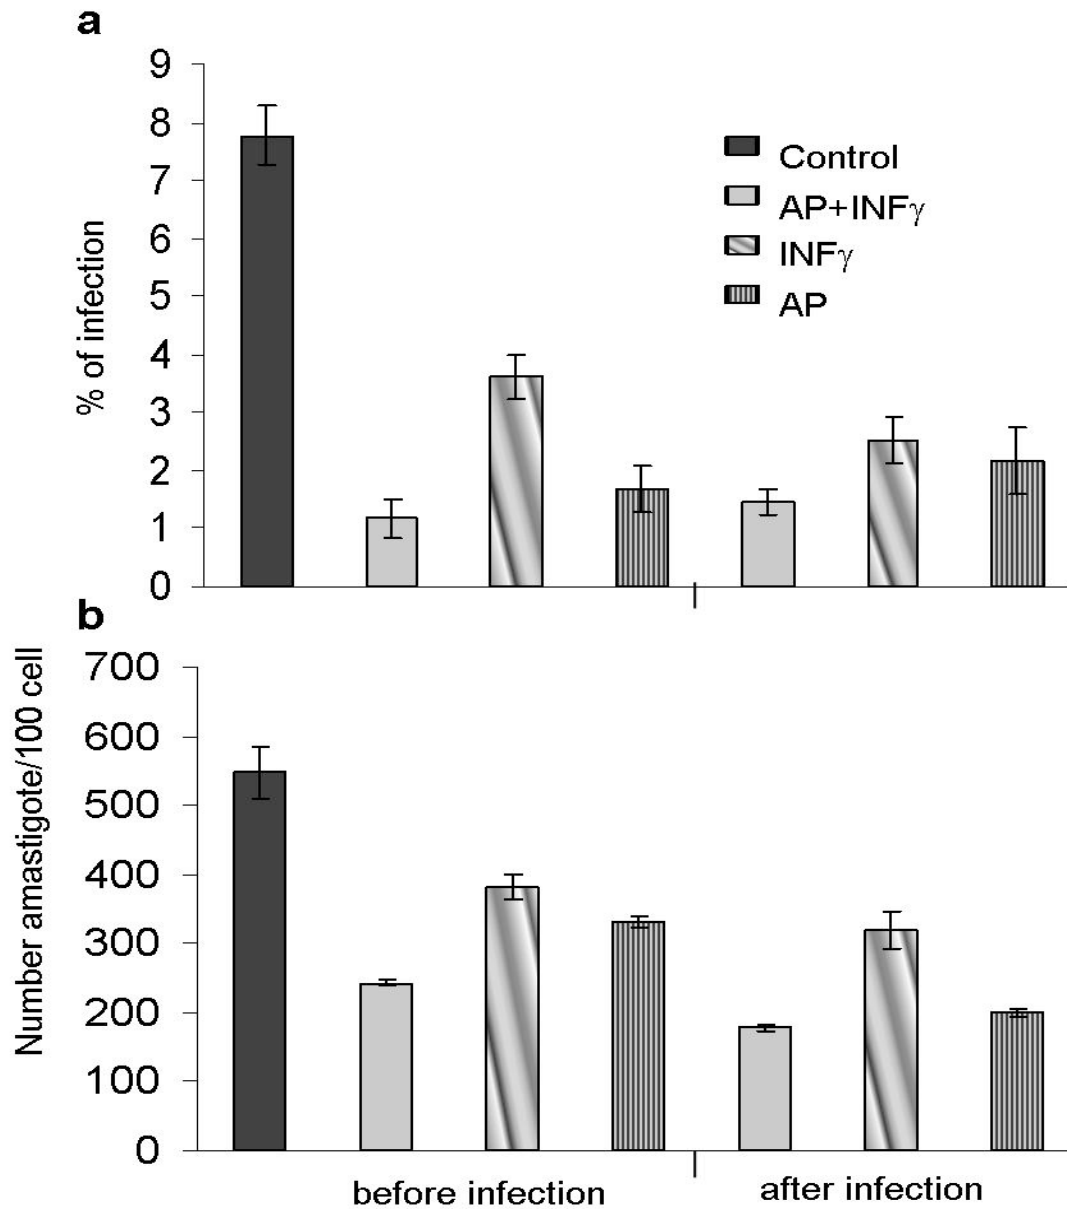 a
9
8
7
6
5
4
3
2
1
0
% of infection
Control
AP+INFγ
INFγ
AP
b
700
600
500
400
300
200
100
0
Number amastigote/100 cell
before infection
after infection